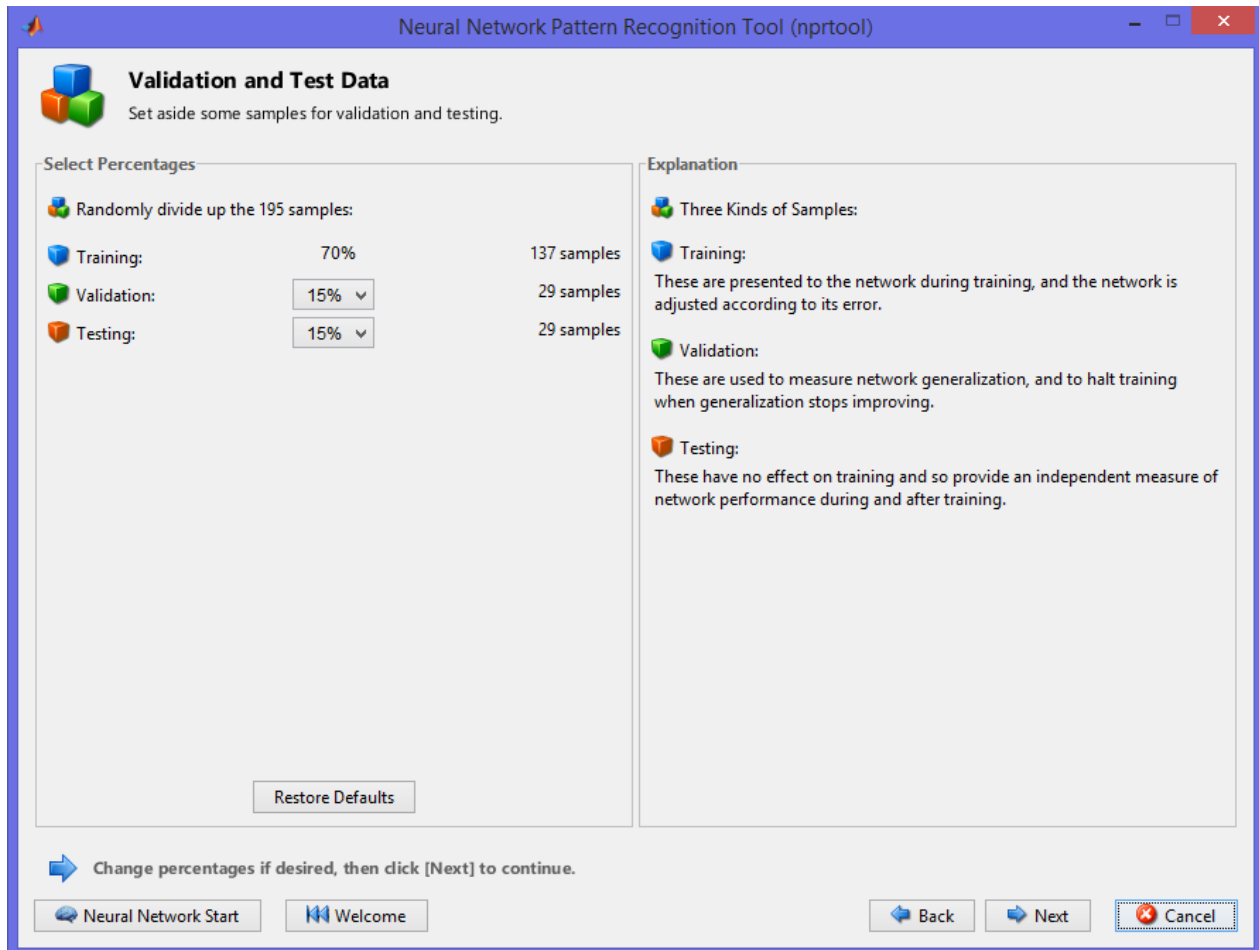 Neural Network Pattern Recognition Tool (nprtool)
Validation and Test Data
Set aside some samples for validation and testing.
Select Percentages
Randomly divide up the 195 samples:
Training: 70% 137 samples
Validation: 15% 29 samples
Testing: 15% 29 samples
Restore Defaults
Explanation
Three Kinds of Samples:
Training:
These are presented to the network during training, and the network is
adjusted according to its error.
Validation:
These are used to measure network generalization, and to halt training
when generalization stops improving.
Testing:
These have no effect on training and so provide an independent measure of
network performance during and after training.
Change percentages if desired, then click [Next] to continue.
Neural Network Start Welcome Back Next Cancel